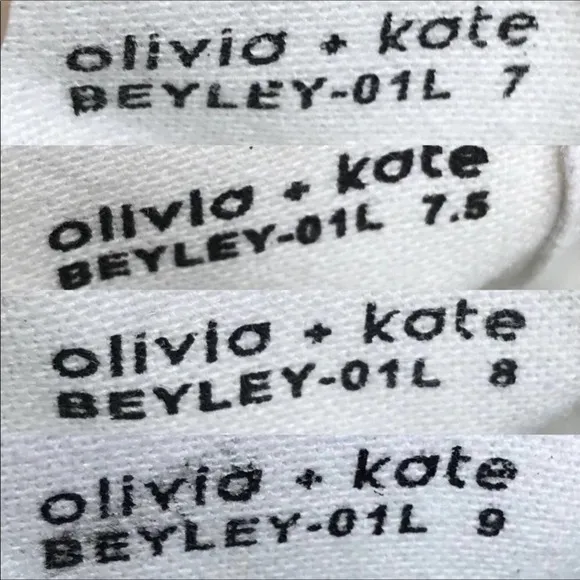 olivia + kate
BEYLEY-01L 7
olivia + kate
BEYLEY-01L 7.5
olivia + kate
BEYLEY-01L 8
olivia + kate
BEYLEY-01L 9